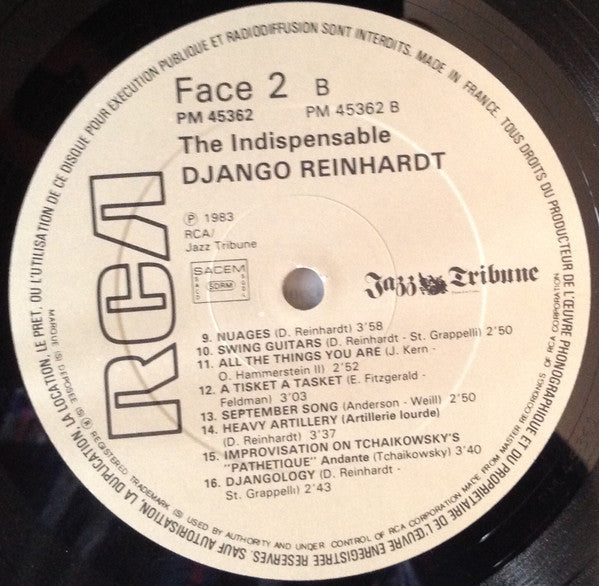 TOUS DROITS DU PRODUCTEUR DE L'ŒUVRE PHONOGRAPHIQUE ET DU PROPRIETAIRE DE L'ŒUVRE ENREGISTREE RESERVES. SAUF AUTORISATION, LA DUPLICATION, LA LOCATION, LE PRET, OU L'UTILISATION DE CE DISQUE POUR EXECUTION PUBLIQUE ET RADIODIFFUSION SONT INTERDITS. MADE IN FRANCE.
Face 2 B
PM 45362 PM 45362 B
The Indispensable
DJANGO REINHARDT
RCA
℗ 1983
RCA/
Jazz Tribune
SACEM
SACD SDRM SGDL
Jazz Tribune
9. NUAGES (D. Reinhardt) 3'58
10. SWING GUITARS (D. Reinhardt - St. Grappelli) 2'50
11. ALL THE THINGS YOU ARE (J. Kern -
O. Hammerstein II) 2'52
12. A TISKET A TASKET (E. Fitzgerald -
Feldman) 3'03
13. SEPTEMBER SONG (Anderson - Weill) 2'50
14. HEAVY ARTILLERY (Artillerie lourde)
(D. Reinhardt) 3'37
15. IMPROVISATION ON TCHAIKOWSKY'S
"PATHETIQUE" Andante (Tchaikowsky) 3'40
16. DJANGOLOGY (D. Reinhardt -
St. Grappelli) 2'43
MARQUE (S) DEPOSEE (S) ® REGISTERED TRADEMARK (S) USED BY AUTHORITY AND UNDER CONTROL OF RCA CORPORATION MADE FROM MASTER RECORDINGS OF RCA CORPORATION